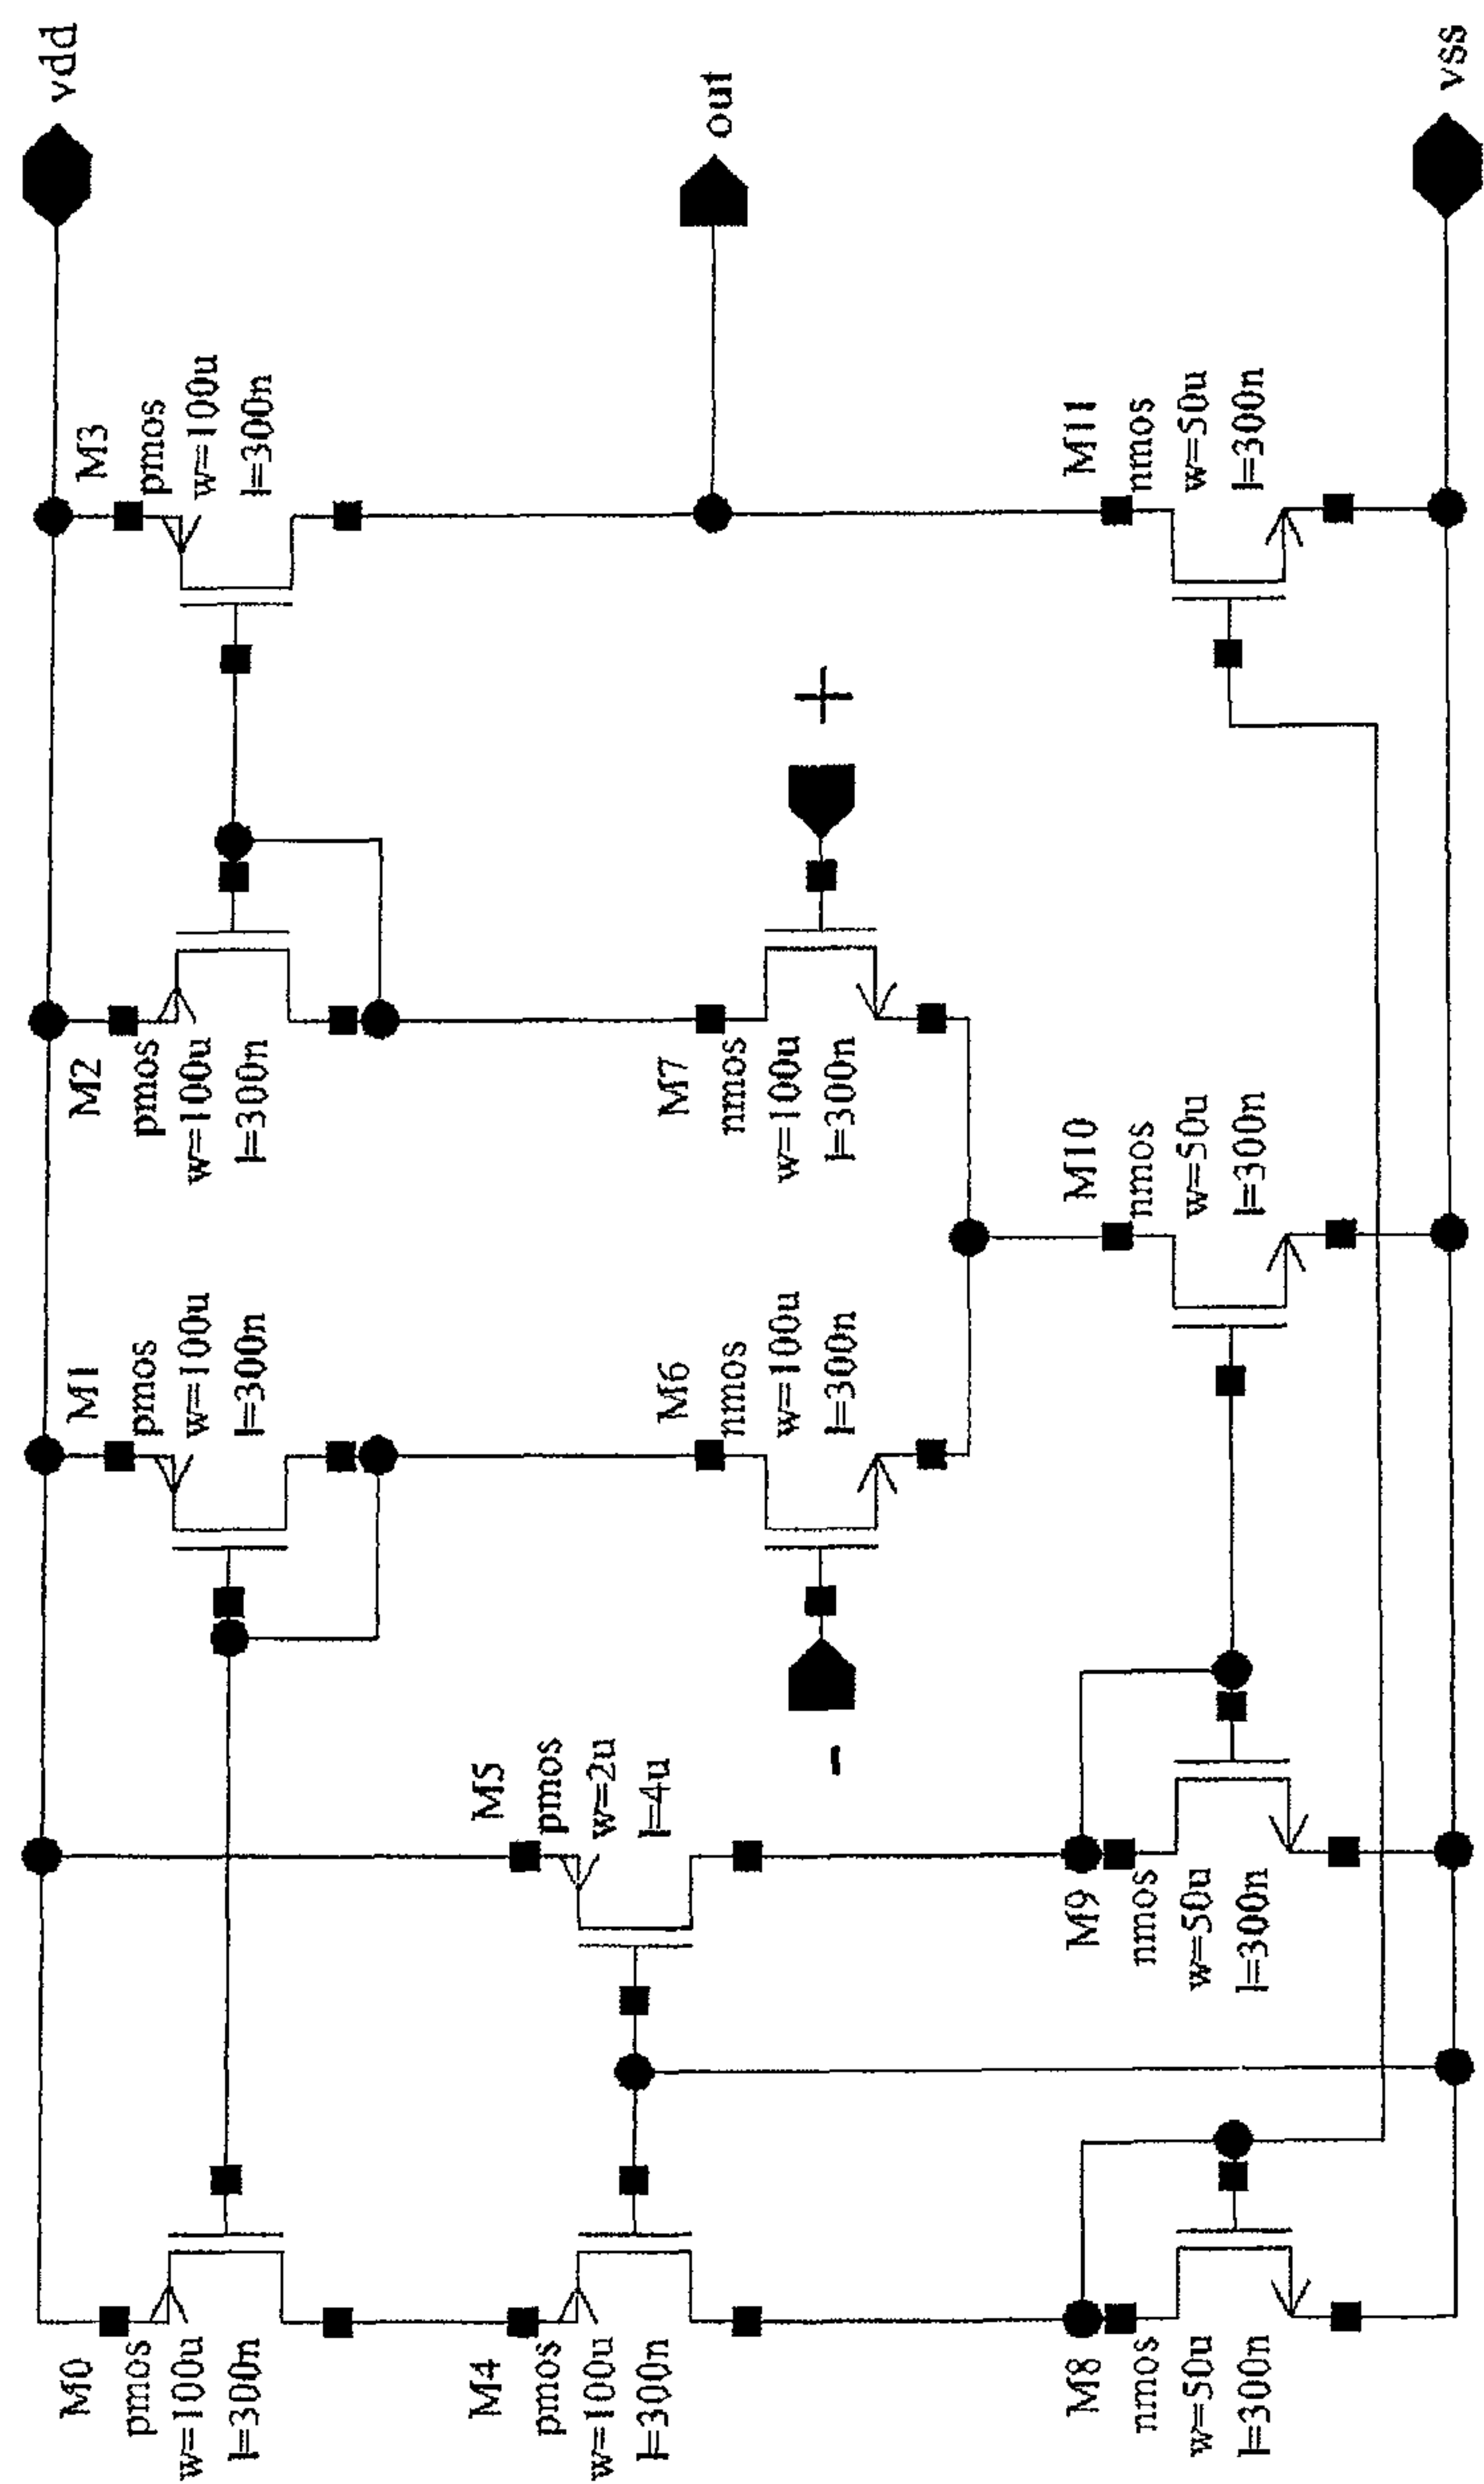 vdd
M0
pmos
w=100u
l=300n
M1
pmos
w=100u
l=300n
M2
pmos
w=100u
l=300n
M3
pmos
w=100u
l=300n
M4
pmos
w=100u
l=300n
M5
pmos
w=2u
l=4u
-
M6
nmos
w=100u
l=300n
M7
nmos
w=100u
l=300n
+
out
M8
nmos
w=50u
l=300n
M9
nmos
w=50u
l=300n
M10
nmos
w=50u
l=300n
M11
nmos
w=50u
l=300n
vss